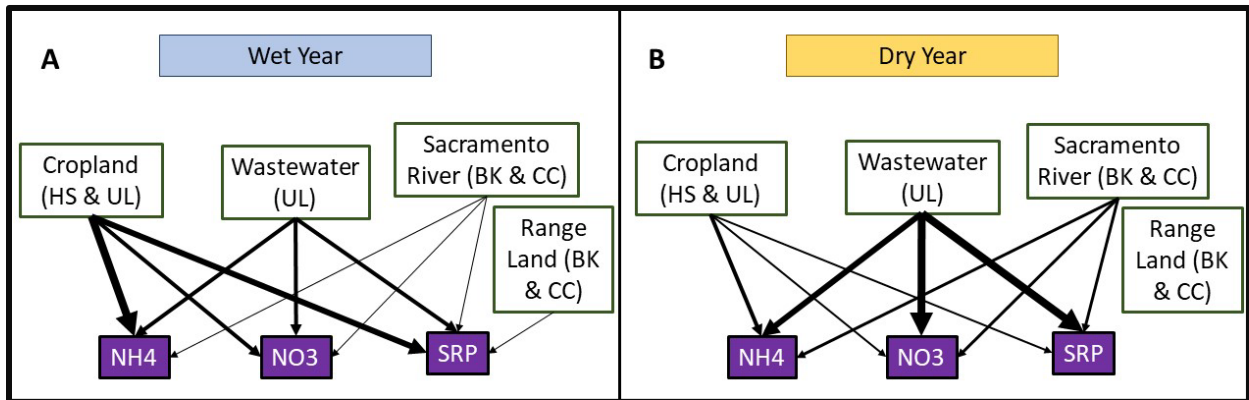 A
Wet Year
Cropland
(HS & UL)
Wastewater
(UL)
Sacramento
River (BK & CC)
Range
Land (BK
& CC)
NH4
NO3
SRP
B
Dry Year
Cropland
(HS & UL)
Wastewater
(UL)
Sacramento
River (BK & CC)
Range
Land (BK
& CC)
NH4
NO3
SRP